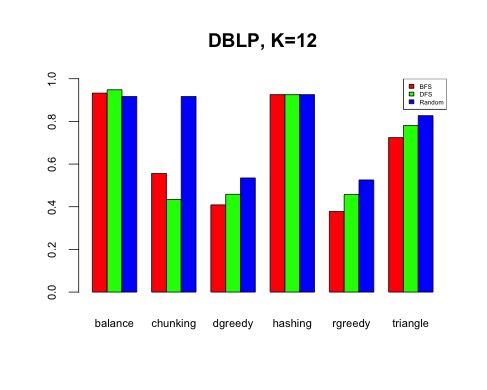 DBLP, K=12
BFS
DFS
Random
1.0
0.8
0.6
0.4
0.2
0.0
balance chunking dgreedy hashing rgreedy triangle